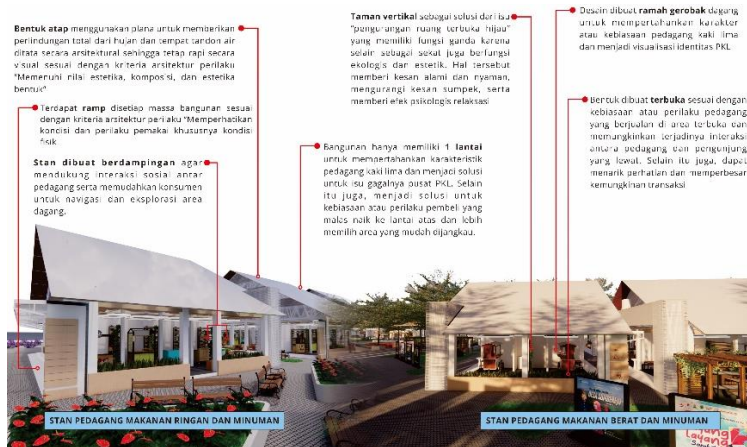 Bentuk atap menggunakan plana untuk memberikan
perlindungan total dari hujan dan tempat tandon air
ditata secara arsitektural sehingga tetap rapi secara
visual sesuai dengan kriteria arsitektur perilaku
"Memenuhi nilai estetika, komposisi, dan estetika
bentuk"
Terdapat ramp disetiap massa bangunan sesuai
dengan kriteria arsitektur perilaku "Memperhatikan
kondisi dan perilaku pemakai khususnya kondisi
fisik
Stan dibuat berdampingan agar
mendukung interaksi sosial antar
pedagang serta memudahkan konsumen
untuk navigasi dan eksplorasi area
dagang.
Taman vertikal sebagai solusi dari isu
"pengurangan ruang terbuka hijau"
yang memiliki fungsi ganda karena
selain sebagai sekat juga berfungsi
ekologis dan estetik. Hal tersebut
memberi kesan alami dan nyaman,
mengurangi kesan sumpek, serta
memberi efek psikologis relaksasi
Bangunan hanya memiliki 1 lantai
untuk mempertahankan karakteristik
pedagang kaki lima dan menjadi solusi
untuk isu gagalnya pusat PKL. Selain
itu juga, menjadi solusi untuk
kebiasaan atau perilaku pembeli yang
malas naik ke lantai atas dan lebih
memilih area yang mudah dijangkau.
Desain dibuat ramah gerobak dagang
untuk mempertahankan karakter
atau kebiasaan pedagang kaki lima
dan menjadi visualisasi identitas PKL
Bentuk dibuat terbuka sesuai dengan
kebiasaan atau perilaku pedagang
yang berjualan di area terbuka dan
memungkinkan terjadinya interaksi
antara pedagang dan pengunjung
yang lewat. Selain itu juga, dapat
menarik perhatian dan memperbesar
kemungkinan transaksi
STAN PEDAGANG MAKANAN RINGAN DAN MINUMAN
STAN PEDAGANG MAKANAN BERAT DAN MINUMAN